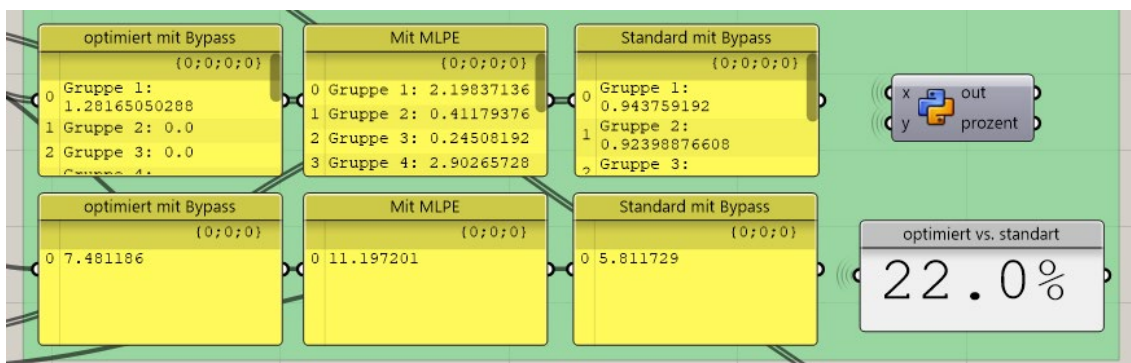 optimiert mit Bypass
{0;0;0;0}
0 Gruppe 1:
1.28165050288
1 Gruppe 2: 0.0
2 Gruppe 3: 0.0
Gruppe 4:
Mit MLPE
{0;0;0;0}
0 Gruppe 1: 2.19837136
1 Gruppe 2: 0.41179376
2 Gruppe 3: 0.24508192
3 Gruppe 4: 2.90265728
Standard mit Bypass
{0;0;0;0}
0 Gruppe 1:
0.943759192
1 Gruppe 2:
0.92398876608
2 Gruppe 3:
x out
y prozent
optimiert mit Bypass
{0;0;0}
0 7.481186
Mit MLPE
{0;0;0}
0 11.197201
Standard mit Bypass
{0;0;0}
0 5.811729
optimiert vs. standart
22.0%